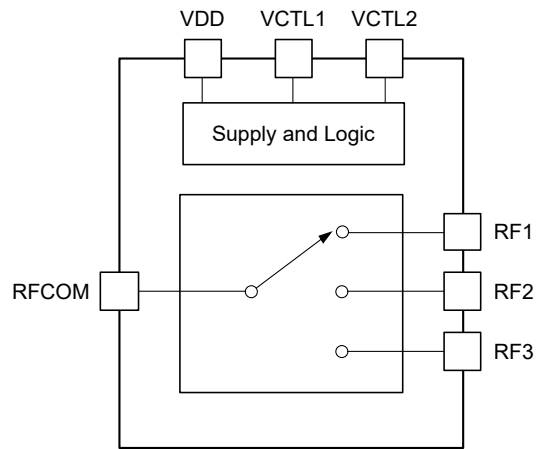 VDD VCTL1 VCTL2
Supply and Logic
RF1
RFCOM RF2
RF3